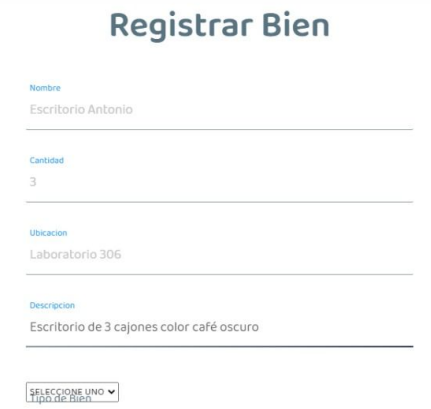 Registrar Bien
Nombre
Escritorio Antonio
Cantidad
3
Ubicacion
Laboratorio 306
Descripcion
Escritorio de 3 cajones color café oscuro
SELECCIONE UNO
Tipo de Bien